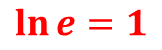 ln e = 1